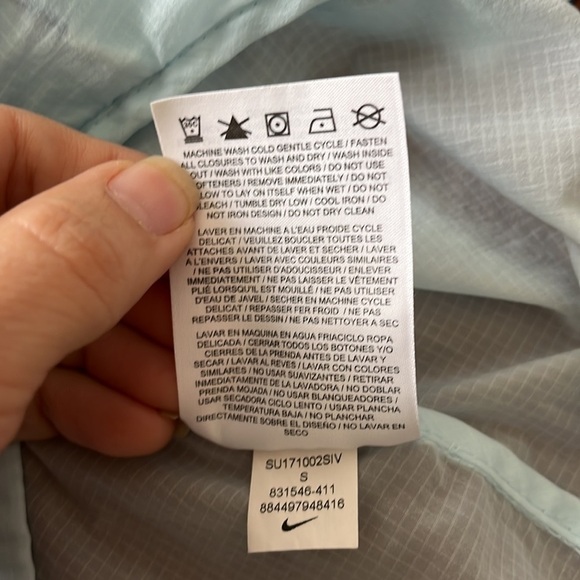 MACHINE WASH COLD GENTLE CYCLE / FASTEN
ALL CLOSURES TO WASH AND DRY / WASH INSIDE
OUT / WASH WITH LIKE COLORS / DO NOT USE
SOFTENERS / REMOVE IMMEDIATELY / DO NOT
LOW TO LAY ON ITSELF WHEN WET / DO NOT
BLEACH / TUMBLE DRY LOW / COOL IRON / DO
NOT IRON DESIGN / DO NOT DRY CLEAN
LAVER EN MACHINE A L'EAU FROIDE CYCLE
DELICAT / VEUILLEZ BOUCLER TOUTES LES
ATTACHES AVANT DE LAVER ET SECHER / LAVER
A L'ENVERS / LAVER AVEC COULEURS SIMILAIRES
/ NE PAS UTILISER D'ADOUCISSEUR / ENLEVER
IMMEDIATEMENT / NE PAS LAISSER LE VÊTEMENT
PLIÉ LORSQU'IL EST MOUILLÉ / NE PAS UTILISER
D'EAU DE JAVEL / SECHER EN MACHINE CYCLE
DELICAT / REPASSER FER FROID / NE PAS
REPASSER LE DESSIN / NE PAS NETTOYER A SEC
LAVAR EN MAQUINA EN AGUA FRIA/CICLO ROPA
DELICADA / CERRAR TODOS LOS BOTONES Y/O
CIERRES DE LA PRENDA ANTES DE LAVAR Y
SECAR / LAVAR AL REVES / LAVAR CON COLORES
SIMILARES / NO USAR SUAVIZANTES / RETIRAR
INMEDIATAMENTE DE LA LAVADORA / NO DOBLAR
PRENDA MOJADA / NO USAR BLANQUEADORES /
USAR SECADORA CICLO LENTO / USAR PLANCHA
TEMPERATURA BAJA / NO PLANCHAR
DIRECTAMENTE SOBRE EL DISEÑO / NO LAVAR EN
SECO
SU171002SIV
S
831546-411
884497948416